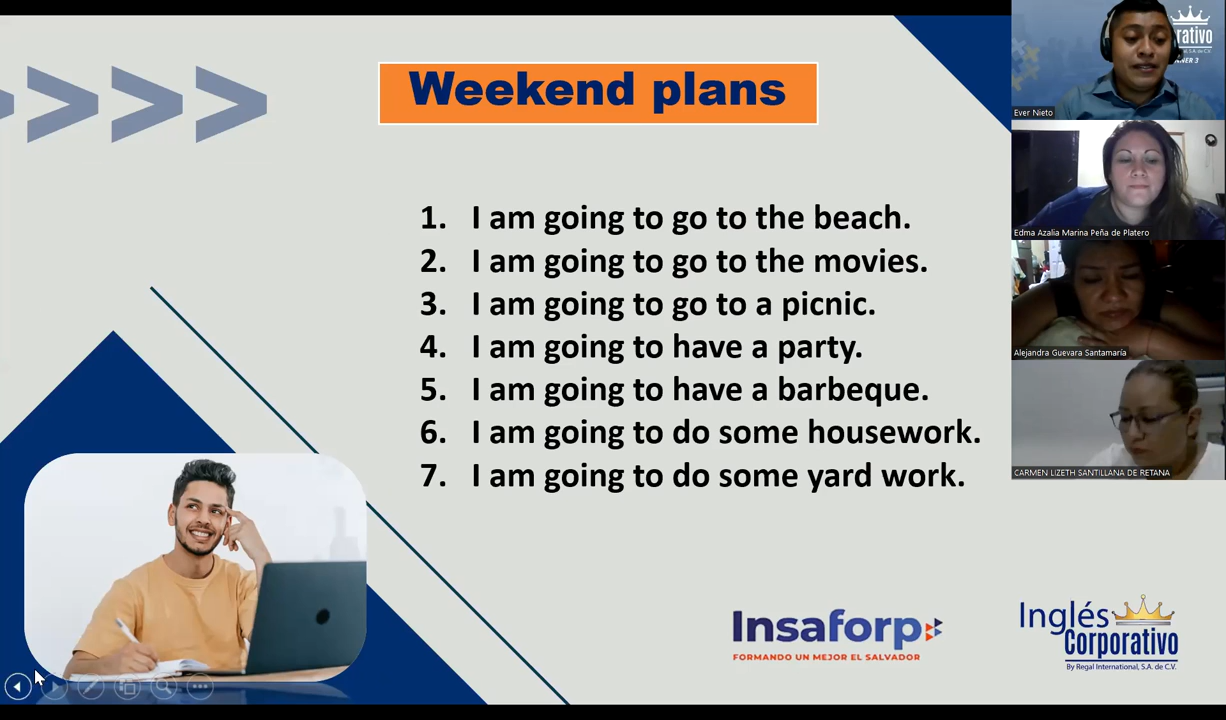 Weekend plans
1. I am going to go to the beach.
2. I am going to go to the movies.
3. I am going to go to a picnic.
4. I am going to have a party.
5. I am going to have a barbeque.
6. I am going to do some housework.
7. I am going to do some yard work.
Insaforp
FORMANDO UN MEJOR EL SALVADOR
Inglés
Corporativo
By Regal International, S.A. de C.V.
rativo
NNER 3
Ever Nieto
Edma Azalia Marina Peña de Platero
Alejandra Guevara Santamaría
CARMEN LIZETH SANTILLANA DE RETANA